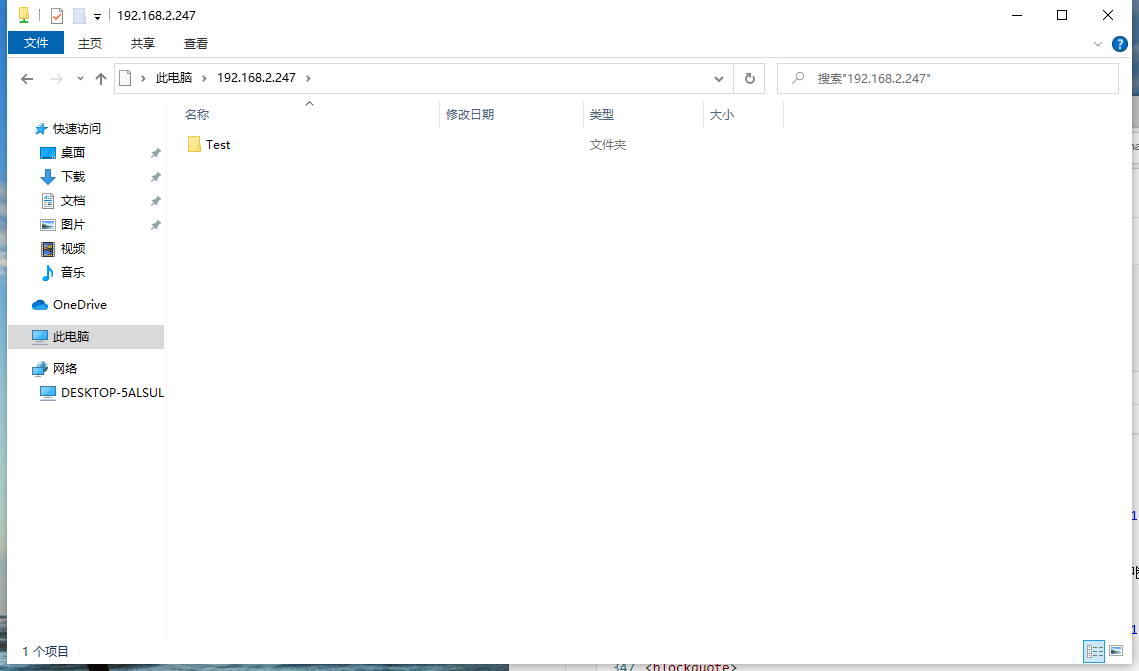 192.168.2.247
文件 主页 共享 查看
此电脑 192.168.2.247 搜索"192.168.2.247"
名称 修改日期 类型 大小
Test 文件夹
快速访问
桌面
下载
文档
图片
视频
音乐
OneDrive
此电脑
网络
DESKTOP-5ALSUL
1 个项目
347 <blockquote>